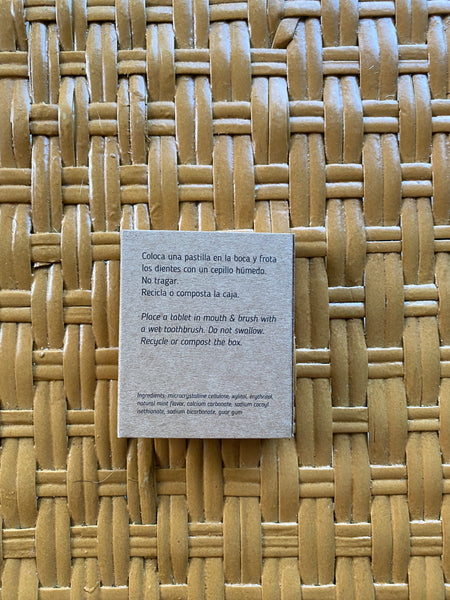 Coloca una pastilla en la boca y frota
los dientes con un cepillo húmedo.
No tragar.
Recicla o composta la caja.
Place a tablet in mouth & brush with
a wet toothbrush. Do not swallow.
Recycle or compost the box.
Ingredients: microcrystalline cellulose, xylitol, erythritol,
natural mint flavor, calcium carbonate, sodium cocoyl
isethionate, sodium bicarbonate, guar gum